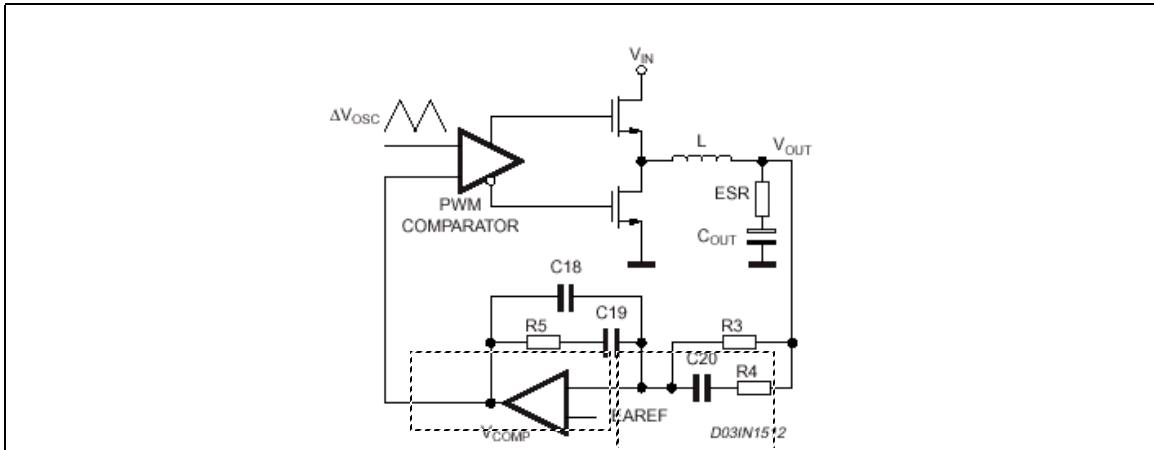 V_IN
ΔV_OSC
L
V_OUT
ESR
PWM
COMPARATOR
C_OUT
C18
C19
R5
R3
C20
R4
EAREF
V_COMP
D03IN1512